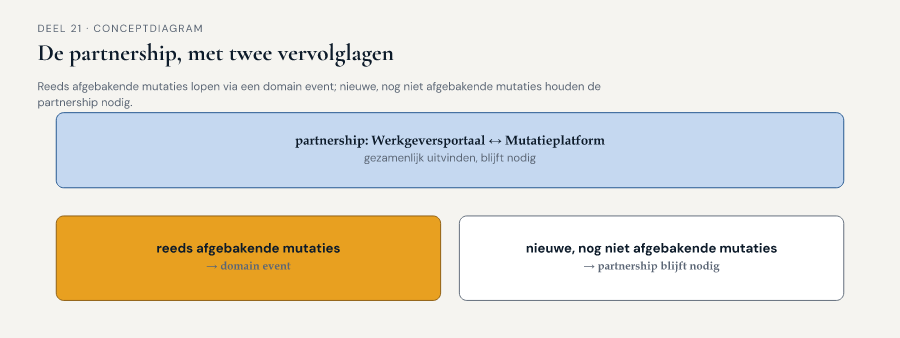 DEEL 21 · CONCEPTDIAGRAM
De partnership, met twee vervolglagen
Reeds afgebakende mutaties lopen via een domain event; nieuwe, nog niet afgebakende mutaties houden de
partnership nodig.
partnership: Werkgeversportaal ↔ Mutatieplatform
gezamenlijk uitvinden, blijft nodig
reeds afgebakende mutaties
→ domain event
nieuwe, nog niet afgebakende mutaties
→ partnership blijft nodig